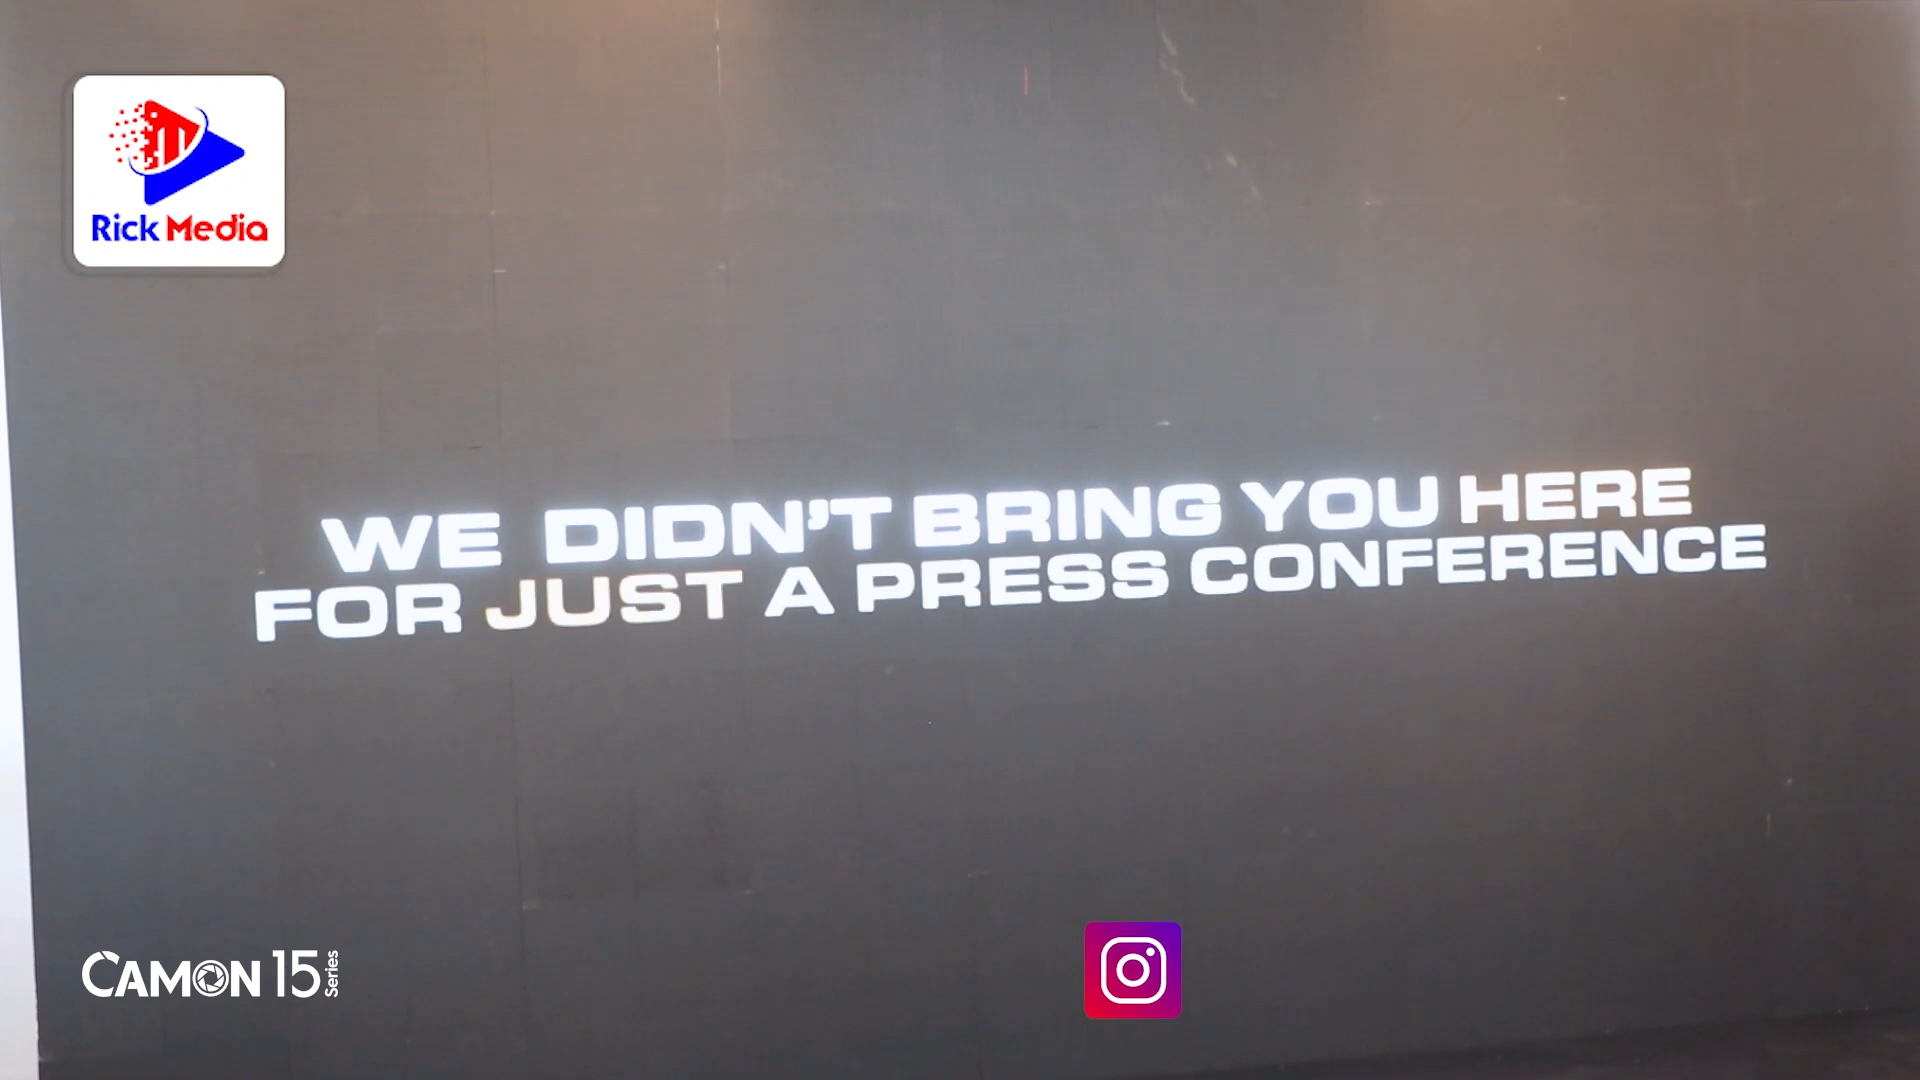 Rick Media
WE DIDN'T BRING YOU HERE
FOR JUST A PRESS CONFERENCE
CAMON 15 Series